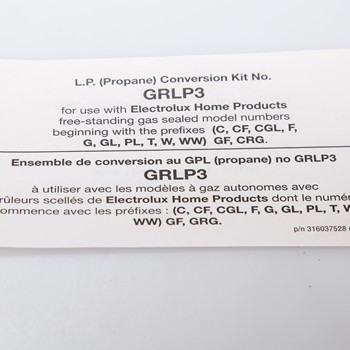 L.P. (Propane) Conversion Kit No.
GRLP3
for use with Electrolux Home Products
free-standing gas sealed model numbers
beginning with the prefixes (C, CF, CGL, F,
G, GL, PL, T, W, WW) GF, CRG.
Ensemble de conversion au GPL (propane) no GRLP3
GRLP3
à utiliser avec les modèles à gaz autonomes avec
rûleurs scellés de Electrolux Home Products dont le numér
ommence avec les préfixes : (C, CF, CGL, F, G, GL, PL, T, W
WW) GF, GRG.
p/n 316037528